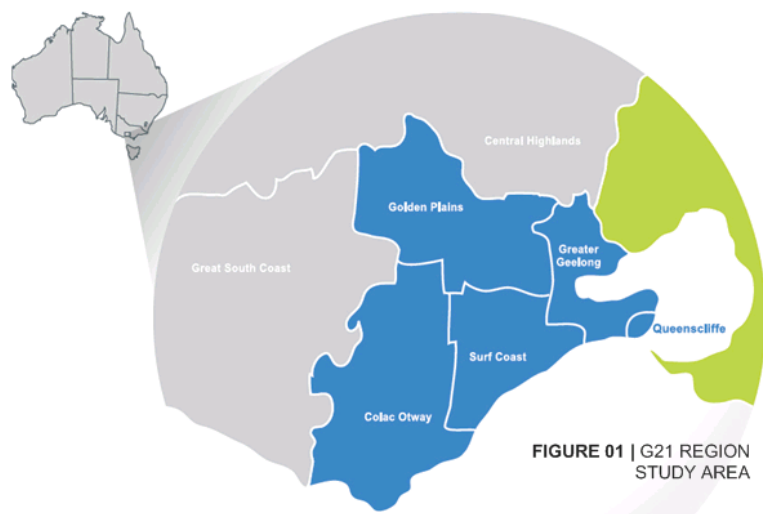 Central Highlands
Golden Plains
Greater
Geelong
Great South Coast
Queenscliffe
Surf Coast
Colac Otway
FIGURE 01 | G21 REGION
STUDY AREA